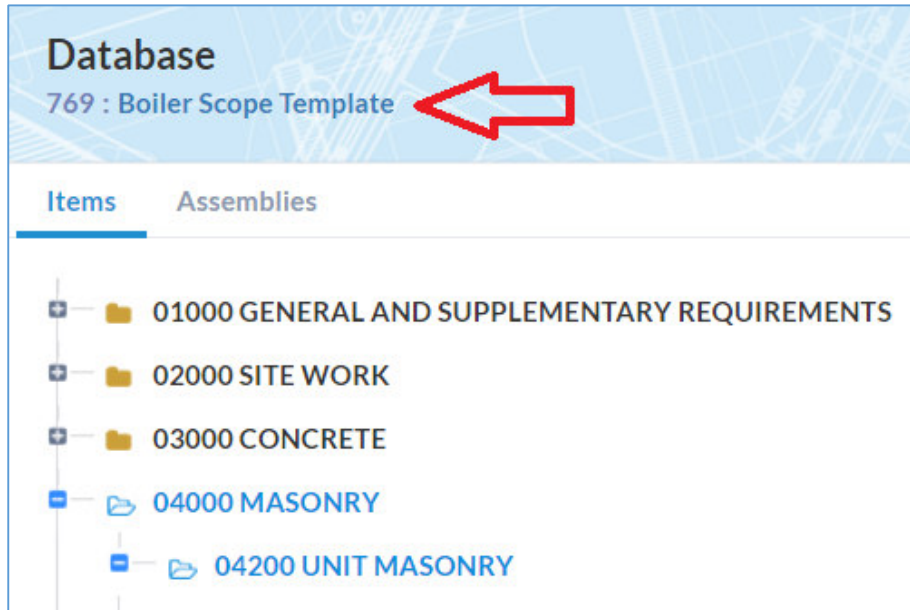 Database
769 : Boiler Scope Template
Items Assemblies
01000 GENERAL AND SUPPLEMENTARY REQUIREMENTS
02000 SITE WORK
03000 CONCRETE
04000 MASONRY
04200 UNIT MASONRY